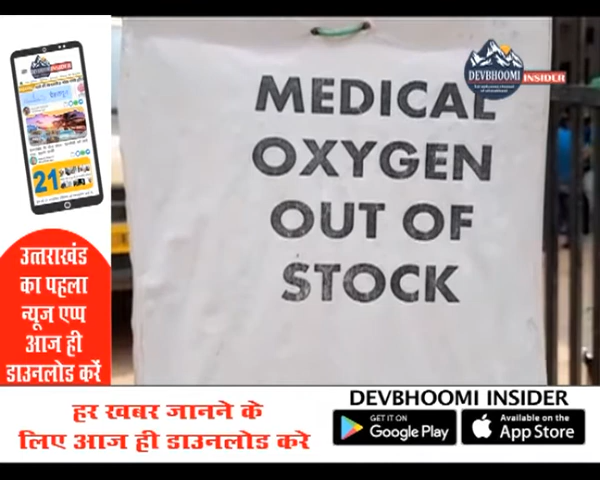 DEVBHOOMI INSIDER
MEDICAL
OXYGEN
OUT OF
STOCK
21
उत्तराखंड
का पहला
न्यूज एप्प
आज ही
डाउनलोड करें
हर खबर जानने के
लिए आज ही डाउनलोड करे
DEVBHOOMI INSIDER
GET IT ON
Google Play
Available on the
App Store